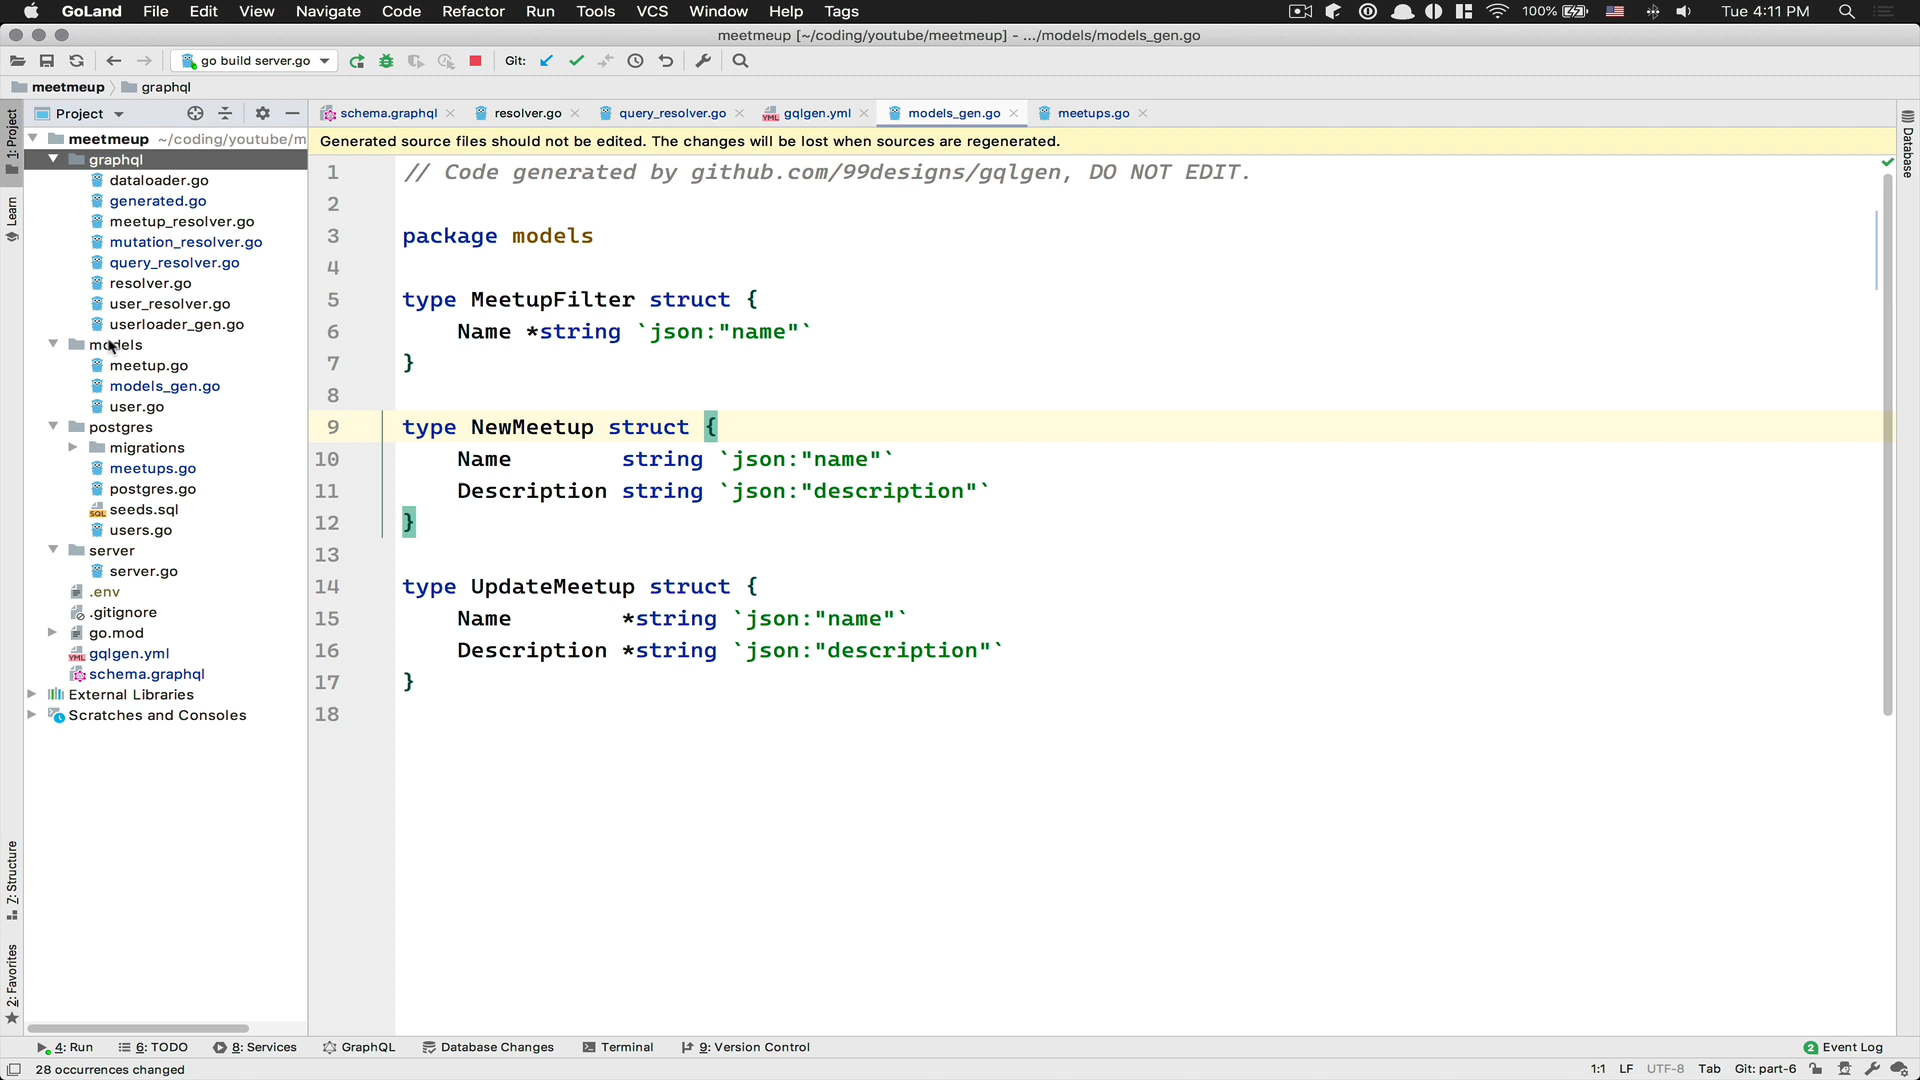 GoLand File Edit View Navigate Code Refactor Run Tools VCS Window Help Tags 100% Tue 4:11 PM
meetmeup [~/coding/youtube/meetmeup] - .../models/models_gen.go
go build server.go Git:
meetmeup graphql
Project schema.graphql resolver.go query_resolver.go gqlgen.yml models_gen.go meetups.go
Generated source files should not be edited. The changes will be lost when sources are regenerated.
1: Project
Learn
Z: Structure
2: Favorites
Database
meetmeup ~/coding/youtube/m
graphql
dataloader.go
generated.go
meetup_resolver.go
mutation_resolver.go
query_resolver.go
resolver.go
user_resolver.go
userloader_gen.go
models
meetup.go
models_gen.go
user.go
postgres
migrations
meetups.go
postgres.go
seeds.sql
users.go
server
server.go
.env
.gitignore
go.mod
gqlgen.yml
schema.graphql
External Libraries
Scratches and Consoles
1 // Code generated by github.com/99designs/gqlgen, DO NOT EDIT.
2
3 package models
4
5 type MeetupFilter struct {
6 Name *string `json:"name"`
7 }
8
9 type NewMeetup struct {
10 Name string `json:"name"`
11 Description string `json:"description"`
12 }
13
14 type UpdateMeetup struct {
15 Name *string `json:"name"`
16 Description *string `json:"description"`
17 }
18
4: Run 6: TODO 8: Services GraphQL Database Changes Terminal 9: Version Control 2 Event Log
28 occurrences changed 1:1 LF UTF-8 Tab Git: part-6